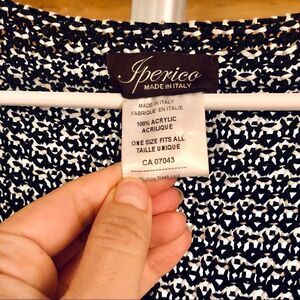 Iperico
MADE IN ITALY
MADE IN ITALY
FABRIQUE' EN ITALIE
100% ACRYLIC
ACRILIQUE
ONE SIZE FITS ALL
TAILLE UNIQUE
CA 07043